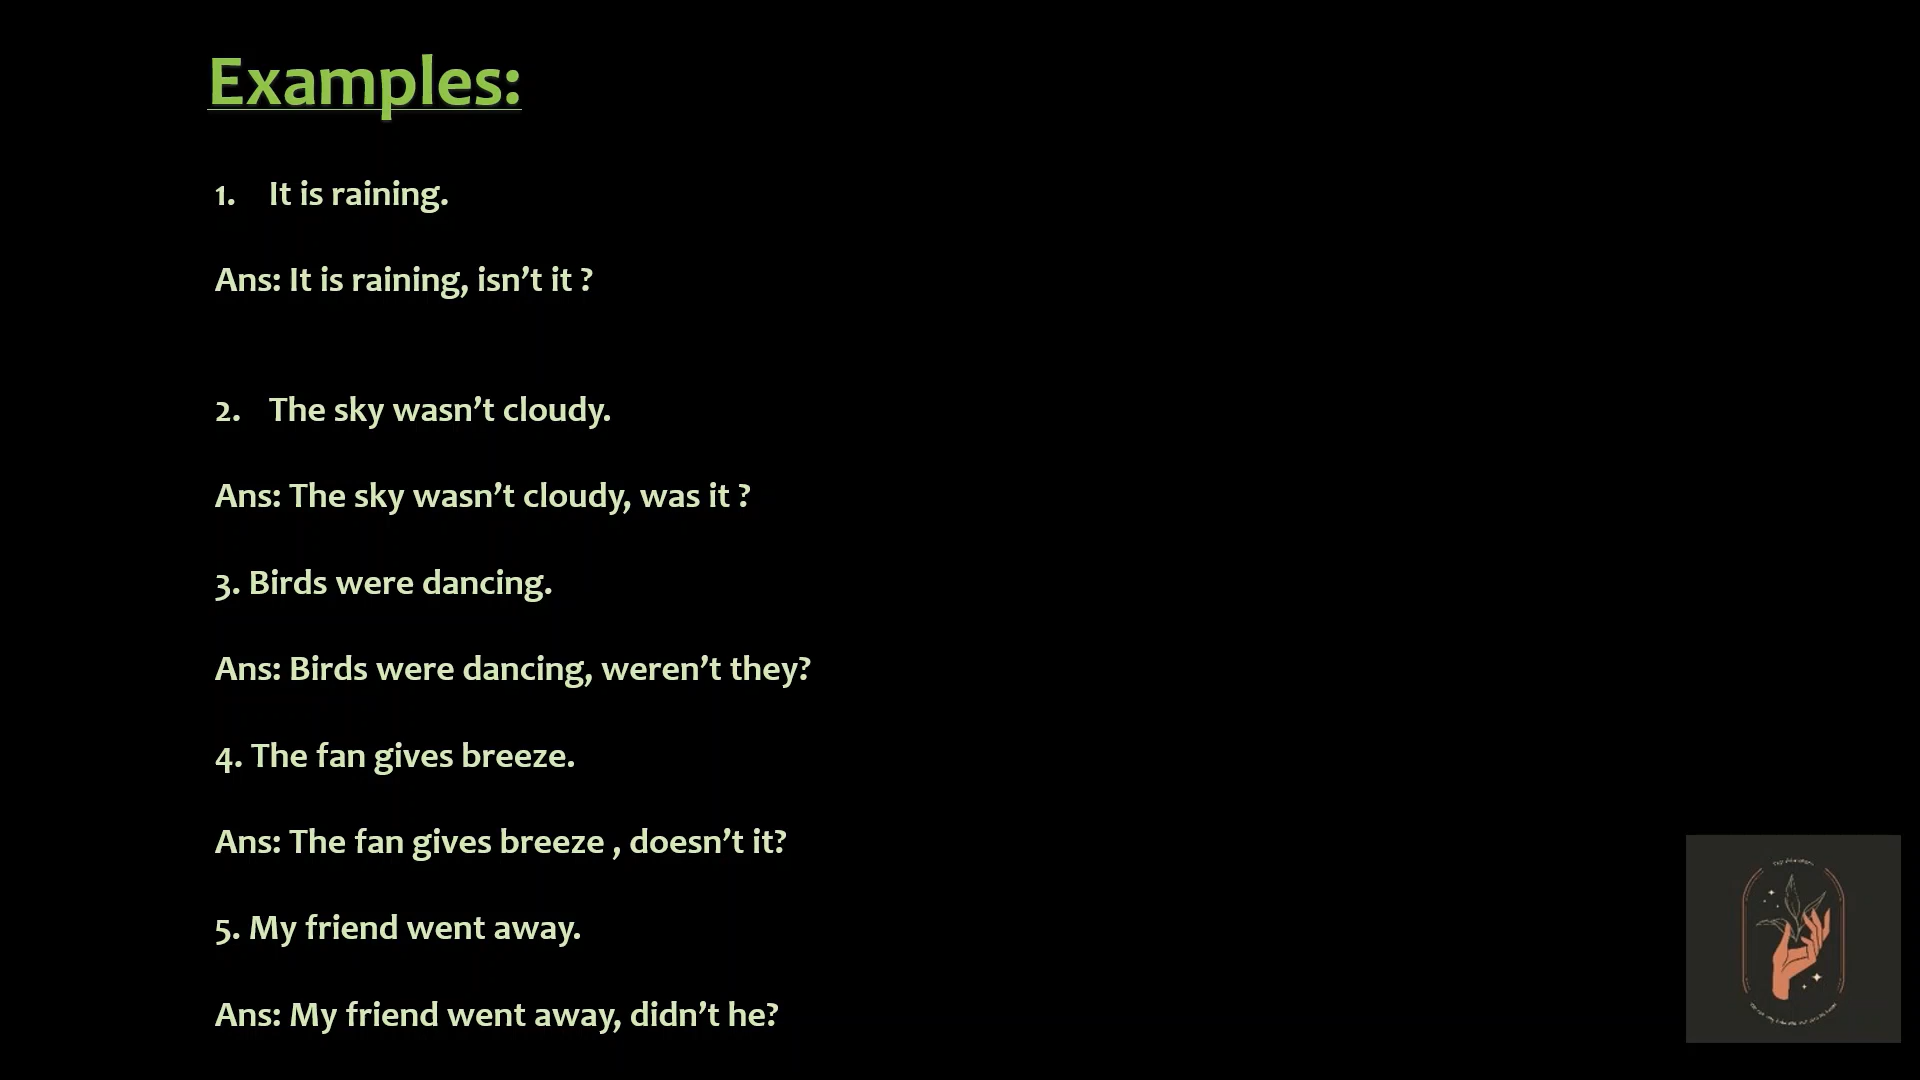 Examples:
1. It is raining.
Ans: It is raining, isn’t it ?
2. The sky wasn’t cloudy.
Ans: The sky wasn’t cloudy, was it ?
3. Birds were dancing.
Ans: Birds were dancing, weren’t they?
4. The fan gives breeze.
Ans: The fan gives breeze , doesn’t it?
5. My friend went away.
Ans: My friend went away, didn’t he?